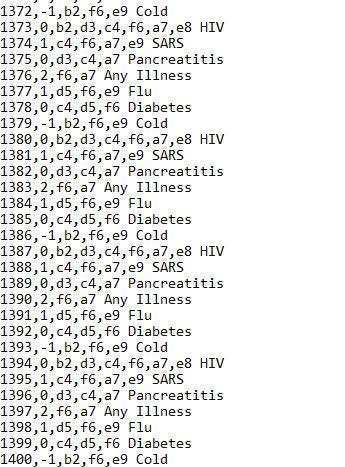 1372,-1,b2,f6,e9 Cold
1373,0,b2,d3,c4,f6,a7,e8 HIV
1374,1,c4,f6,a7,e9 SARS
1375,0,d3,c4,a7 Pancreatitis
1376,2,f6,a7 Any Illness
1377,1,d5,f6,e9 Flu
1378,0,c4,d5,f6 Diabetes
1379,-1,b2,f6,e9 Cold
1380,0,b2,d3,c4,f6,a7,e8 HIV
1381,1,c4,f6,a7,e9 SARS
1382,0,d3,c4,a7 Pancreatitis
1383,2,f6,a7 Any Illness
1384,1,d5,f6,e9 Flu
1385,0,c4,d5,f6 Diabetes
1386,-1,b2,f6,e9 Cold
1387,0,b2,d3,c4,f6,a7,e8 HIV
1388,1,c4,f6,a7,e9 SARS
1389,0,d3,c4,a7 Pancreatitis
1390,2,f6,a7 Any Illness
1391,1,d5,f6,e9 Flu
1392,0,c4,d5,f6 Diabetes
1393,-1,b2,f6,e9 Cold
1394,0,b2,d3,c4,f6,a7,e8 HIV
1395,1,c4,f6,a7,e9 SARS
1396,0,d3,c4,a7 Pancreatitis
1397,2,f6,a7 Any Illness
1398,1,d5,f6,e9 Flu
1399,0,c4,d5,f6 Diabetes
1400,-1,b2,f6,e9 Cold